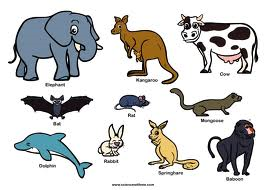 Elephant
Kangaroo
Cow
Bat
Rat
Mongoose
Dolphin
Rabbit
Springhare
Baboon